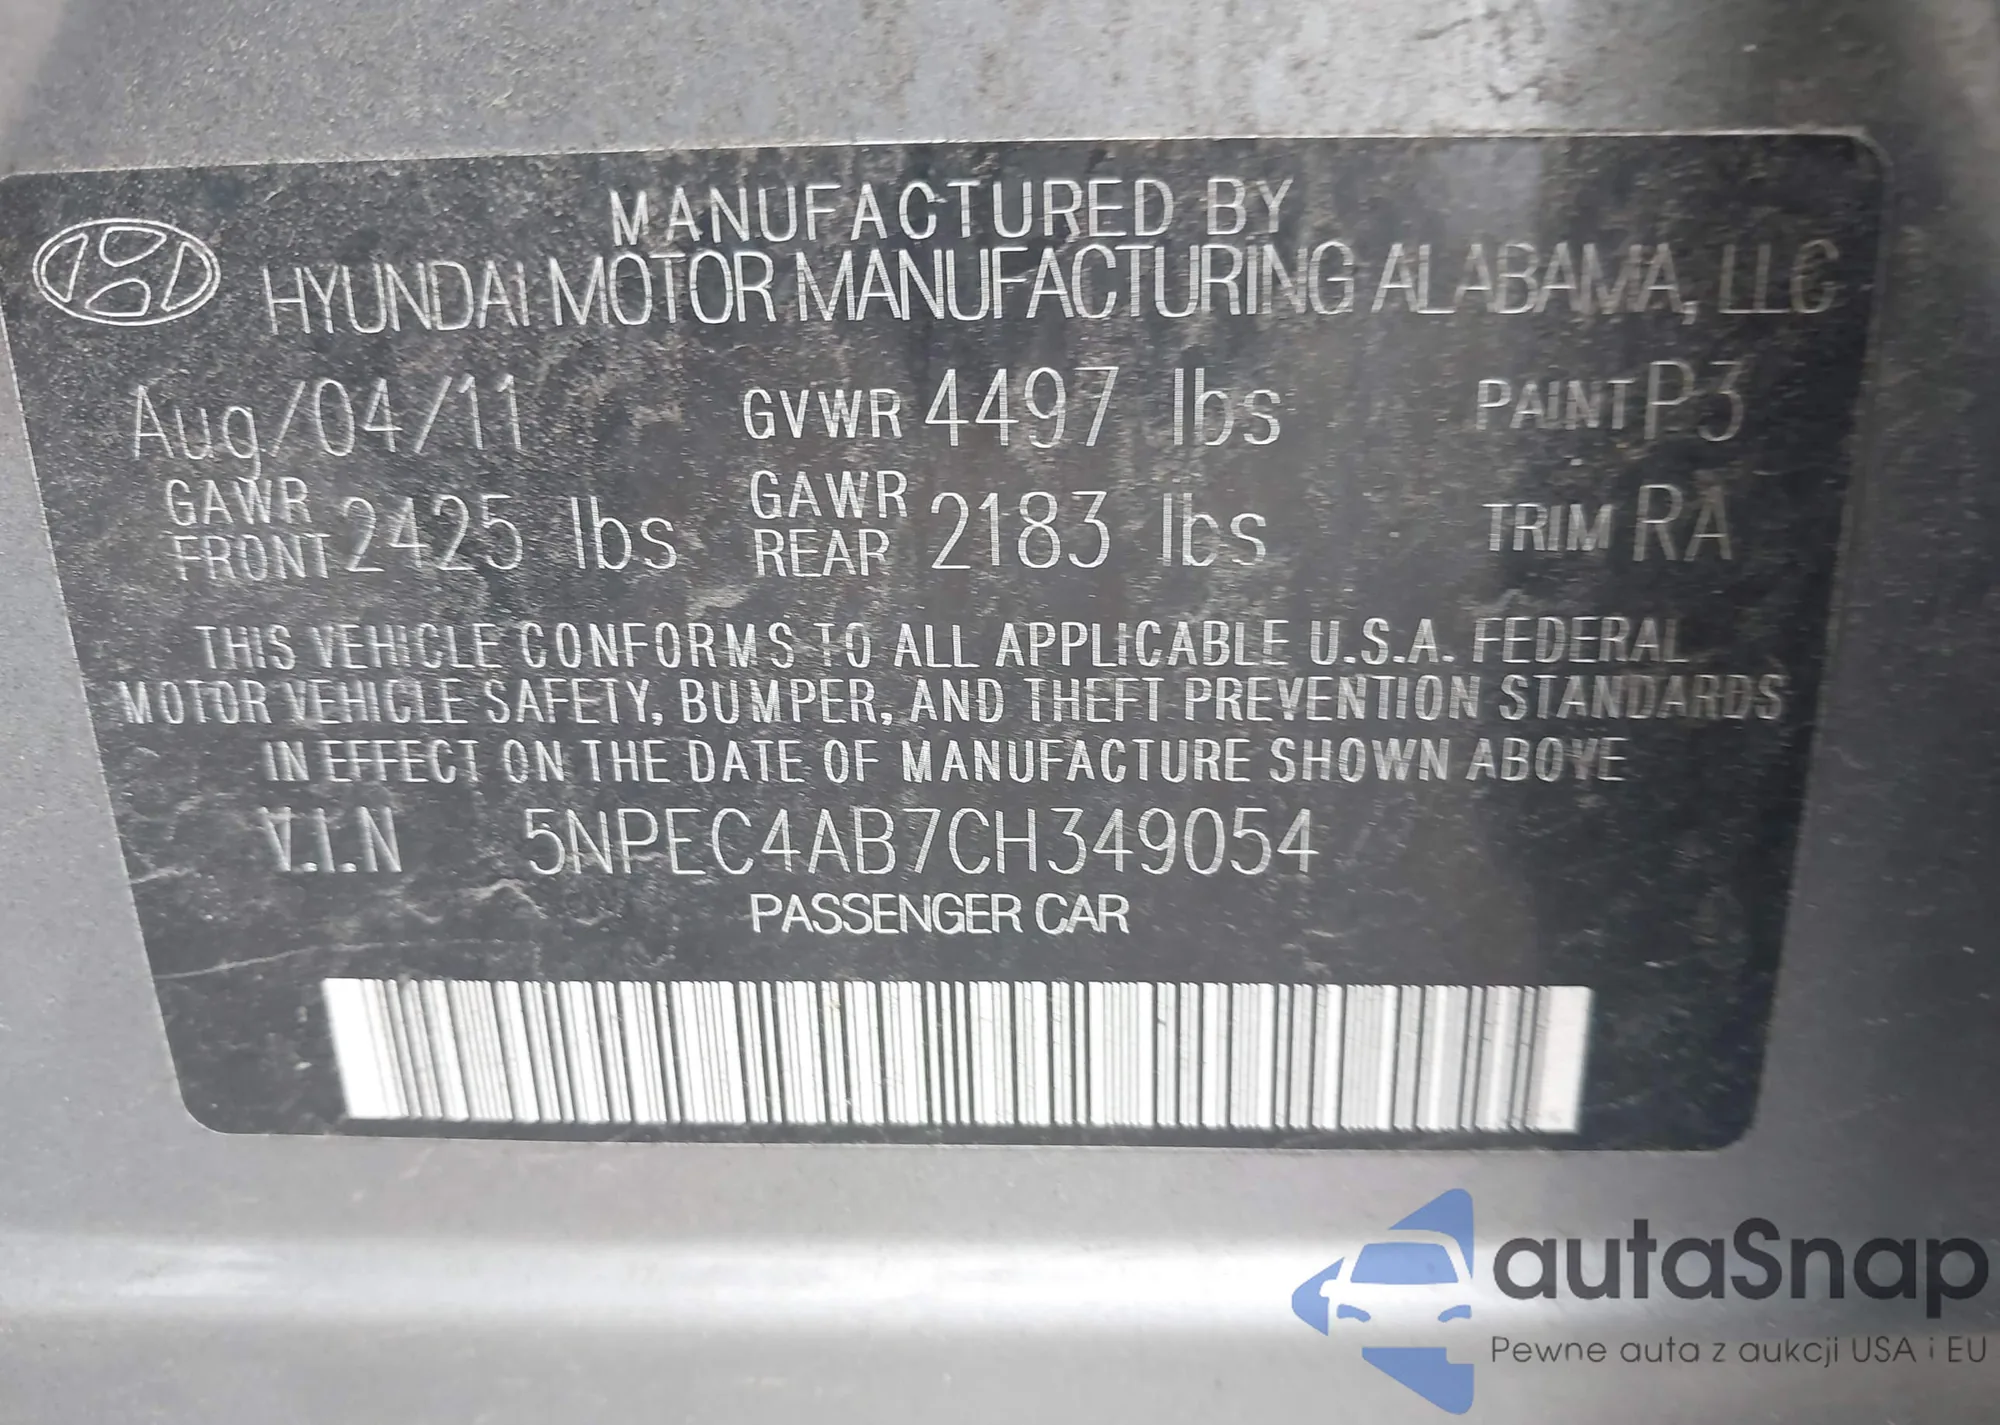 MANUFACTURED BY
HYUNDAI MOTOR MANUFACTURING ALABAMA, LLC
Aug/04/11 GVWR 4497 lbs PAINT P3
GAWR FRONT 2425 lbs GAWR REAR 2183 lbs TRIM RA
THIS VEHICLE CONFORMS TO ALL APPLICABLE U.S.A. FEDERAL
MOTOR VEHICLE SAFETY, BUMPER, AND THEFT PREVENTION STANDARDS
IN EFFECT ON THE DATE OF MANUFACTURE SHOWN ABOVE
V.I.N 5NPEC4AB7CH349054
PASSENGER CAR
autaSnap
Pewne auta z aukcji USA i EU